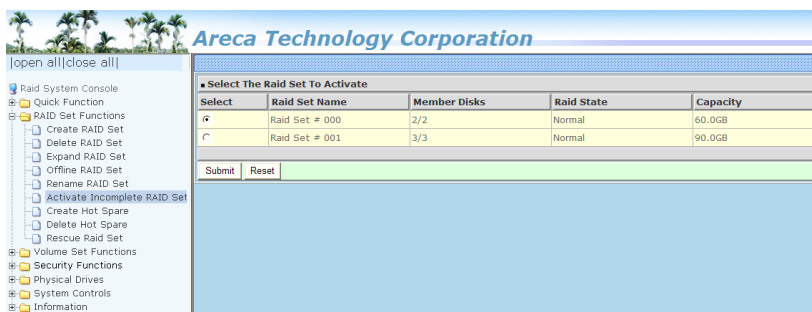 Areca Technology Corporation
|open all|close all|
Raid System Console
Quick Function
RAID Set Functions
Create RAID Set
Delete RAID Set
Expand RAID Set
Offline RAID Set
Rename RAID Set
Activate Incomplete RAID Set
Create Hot Spare
Delete Hot Spare
Rescue Raid Set
Volume Set Functions
Security Functions
Physical Drives
System Controls
Information
Select The Raid Set To Activate
Select Raid Set Name Member Disks Raid State Capacity
Raid Set # 000 2/2 Normal 60.0GB
Raid Set # 001 3/3 Normal 90.0GB
Submit Reset